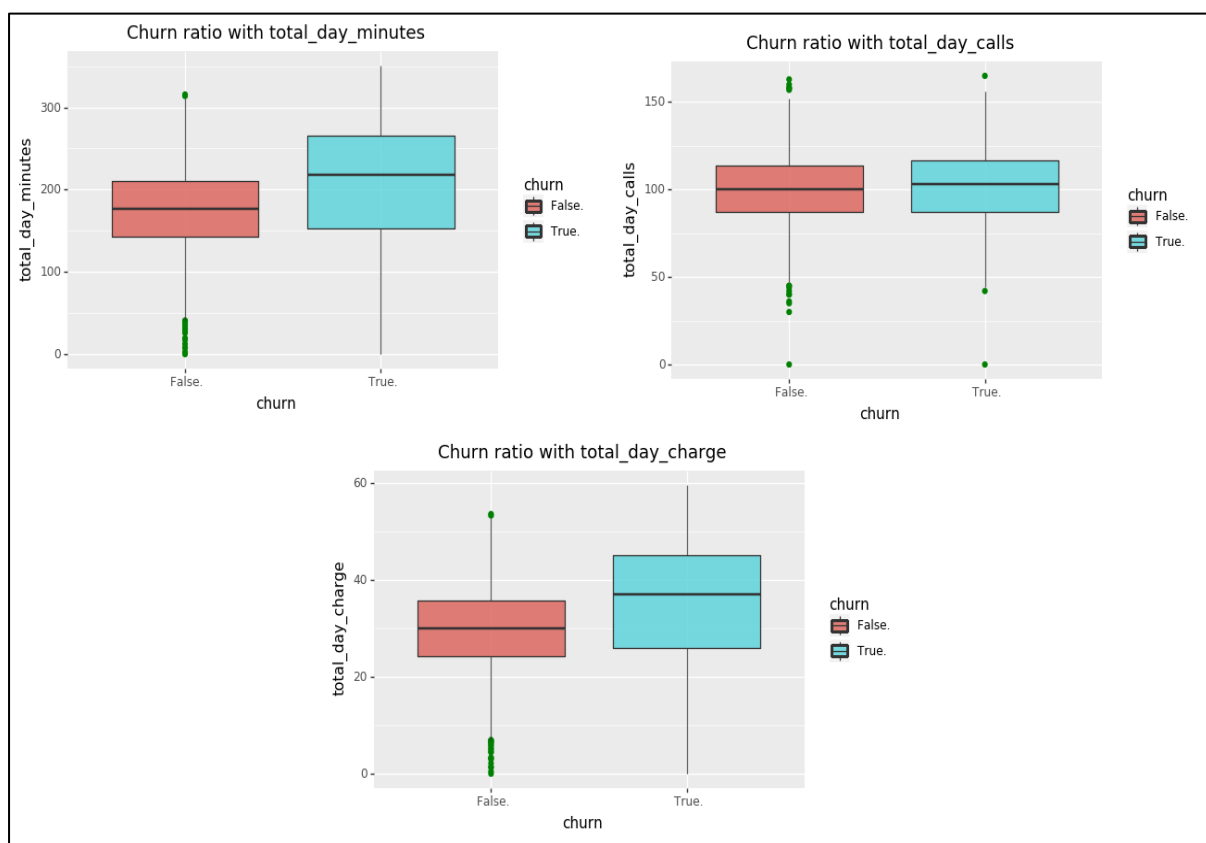 Churn ratio with total_day_minutes
300
200
100
0
total_day_minutes
False.
True.
churn
churn
False.
True.
Churn ratio with total_day_calls
150
100
50
0
total_day_calls
False.
True.
churn
churn
False.
True.
Churn ratio with total_day_charge
60
40
20
0
total_day_charge
False.
True.
churn
churn
False.
True.